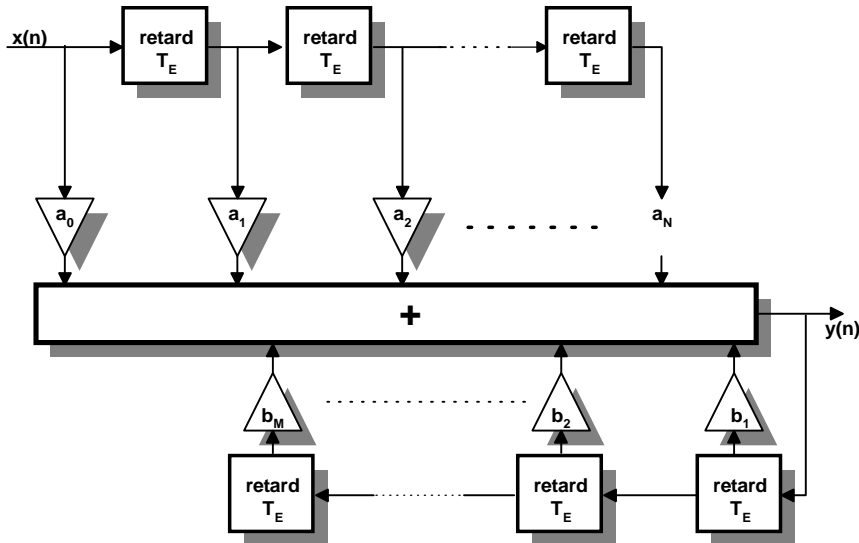 x(n)
retard
T_E
retard
T_E
retard
T_E
a_0
a_1
a_2
a_N
+
y(n)
b_M
b_2
b_1
retard
T_E
retard
T_E
retard
T_E